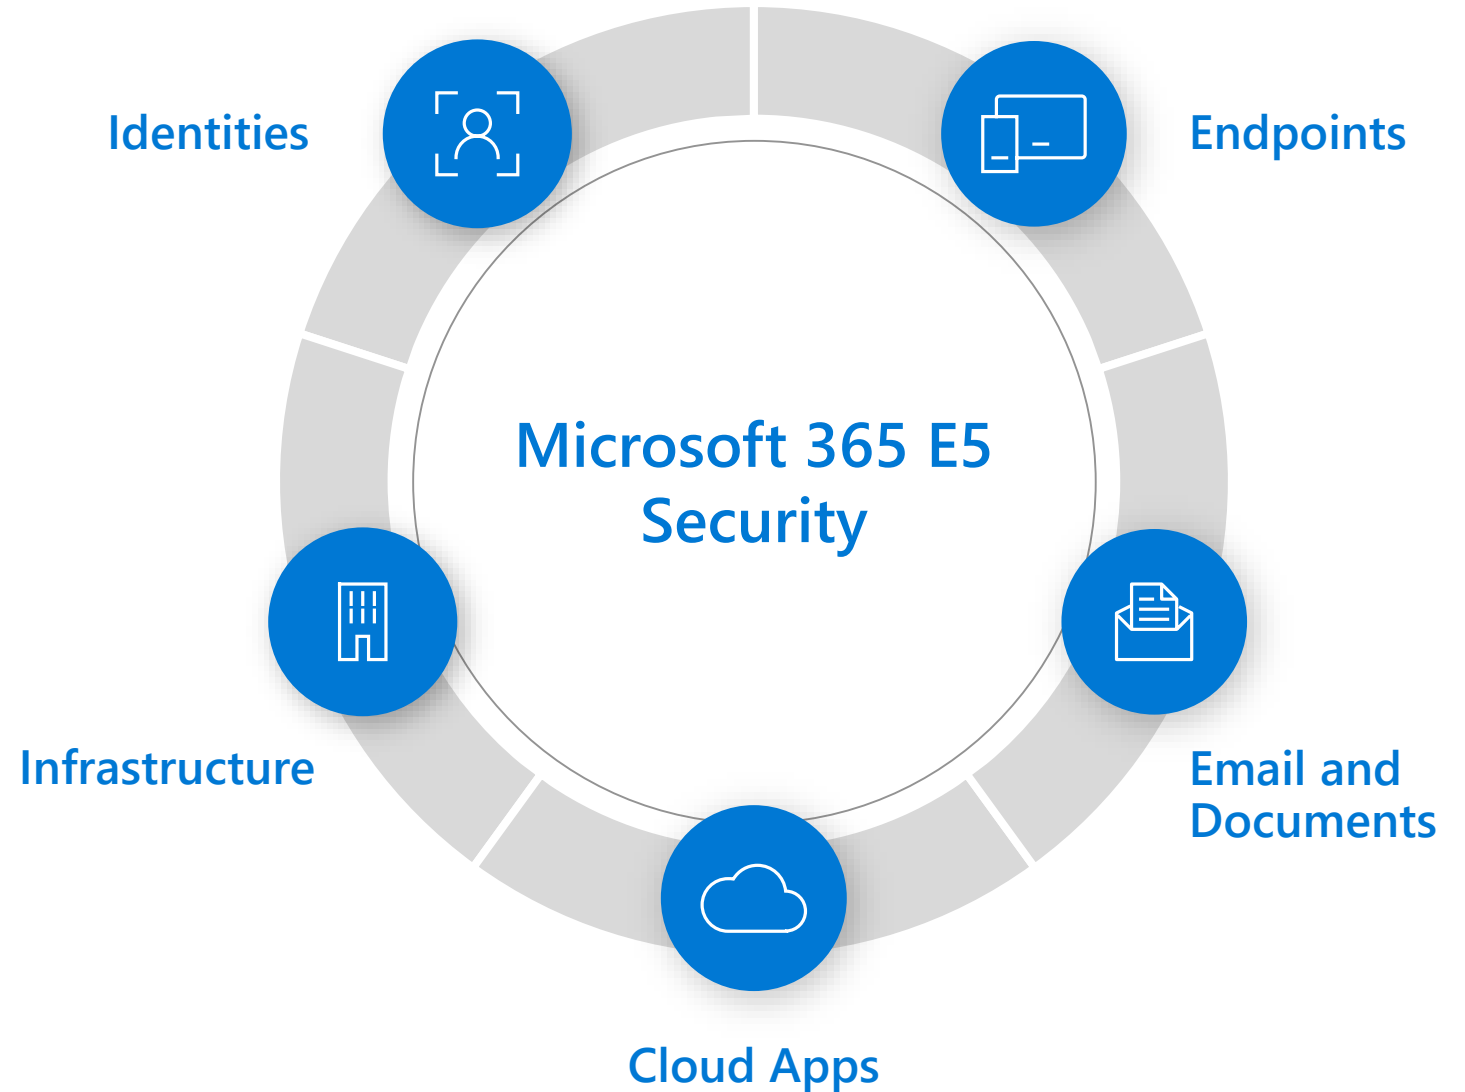 Identities
Endpoints
Microsoft 365 E5
Security
Infrastructure
Email and
Documents
Cloud Apps